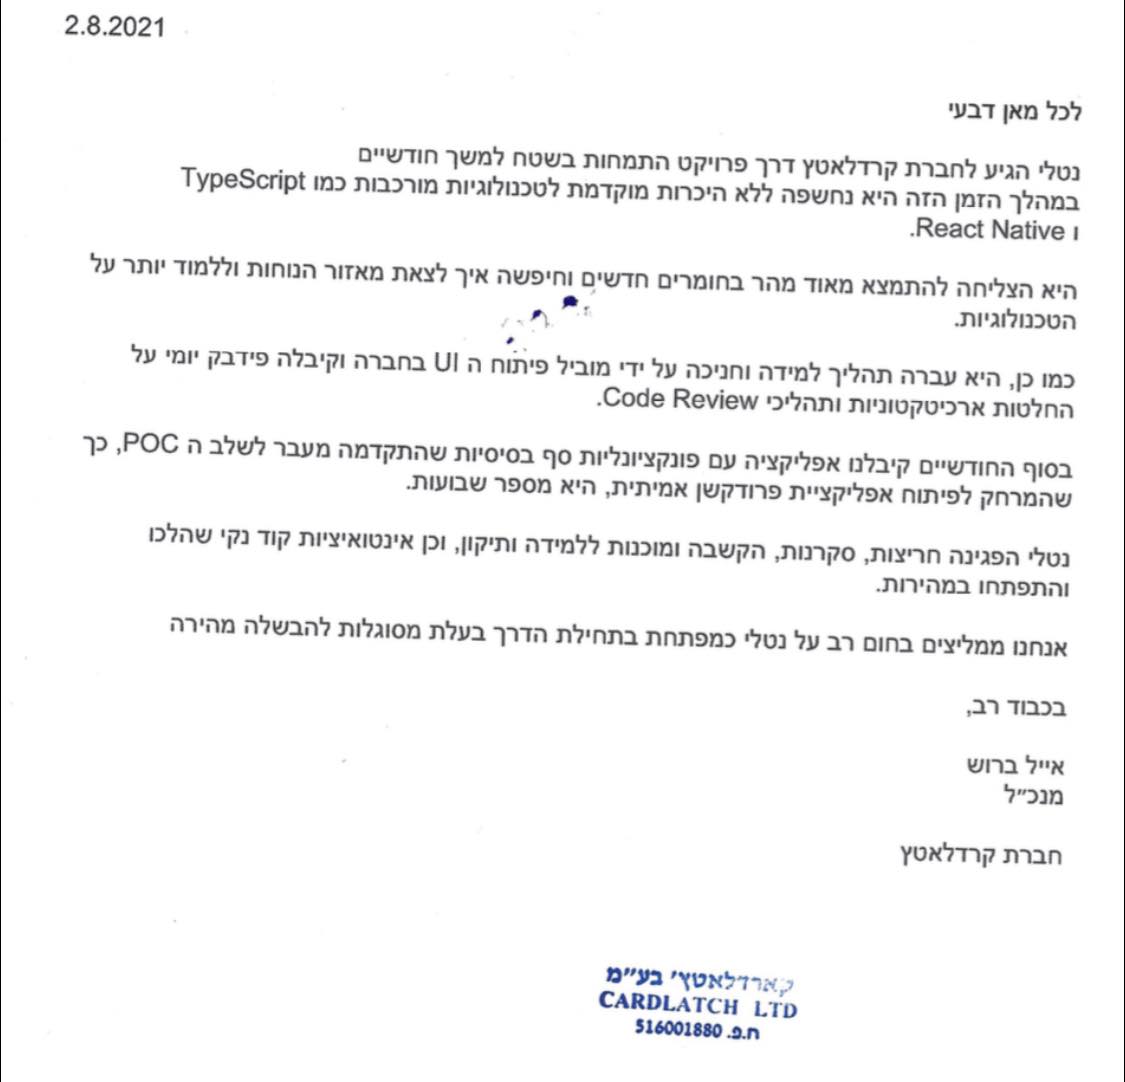 2.8.2021
לכל מאן דבעי
נטלי הגיע לחברת קרדלאטץ דרך פרויקט התמחות בשטח למשך חודשיים
במהלך הזמן הזה היא נחשפה ללא היכרות מוקדמת לטכנולוגיות מורכבות כמו TypeScript
ו React Native.
היא הצליחה להתמצא מאוד מהר בחומרים חדשים וחיפשה איך לצאת מאזור הנוחות וללמוד יותר על
הטכנולוגיות.
כמו כן, היא עברה תהליך למידה וחניכה על ידי מוביל פיתוח ה UI בחברה וקיבלה פידבק יומי על
החלטות ארכיטקטוניות ותהליכי Code Review.
בסוף החודשיים קיבלנו אפליקציה עם פונקציונליות סף בסיסיות שהתקדמה מעבר לשלב ה POC, כך
שהמרחק לפיתוח אפליקציית פרודקשן אמיתית, היא מספר שבועות.
נטלי הפגינה חריצות, סקרנות, הקשבה ומוכנות ללמידה ותיקון, וכן אינטואיציות קוד נקי שהלכו
והתפתחו במהירות.
אנחנו ממליצים בחום רב על נטלי כמפתחת בתחילת הדרך בעלת מסוגלות להבשלה מהירה
בכבוד רב,
אייל ברוש
מנכ״ל
חברת קרדלאטץ
קארדלאטץ' בע״מ
CARDLATCH LTD
ח.פ. 516001880